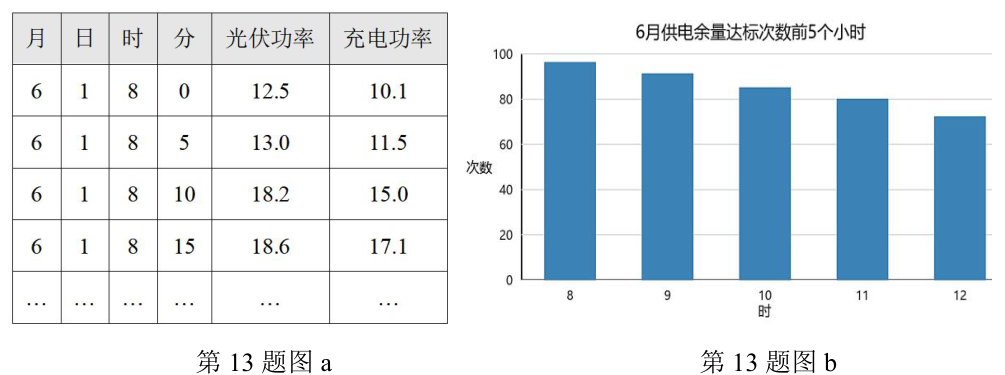 月 日 时 分 光伏功率 充电功率
6 1 8 0 12.5 10.1
6 1 8 5 13.0 11.5
6 1 8 10 18.2 15.0
6 1 8 15 18.6 17.1
… … … … … …
第 13 题图 a
6月供电余量达标次数前5个小时
100
80
60
次数
40
20
0
8 9 10 11 12
时
第 13 题图 b